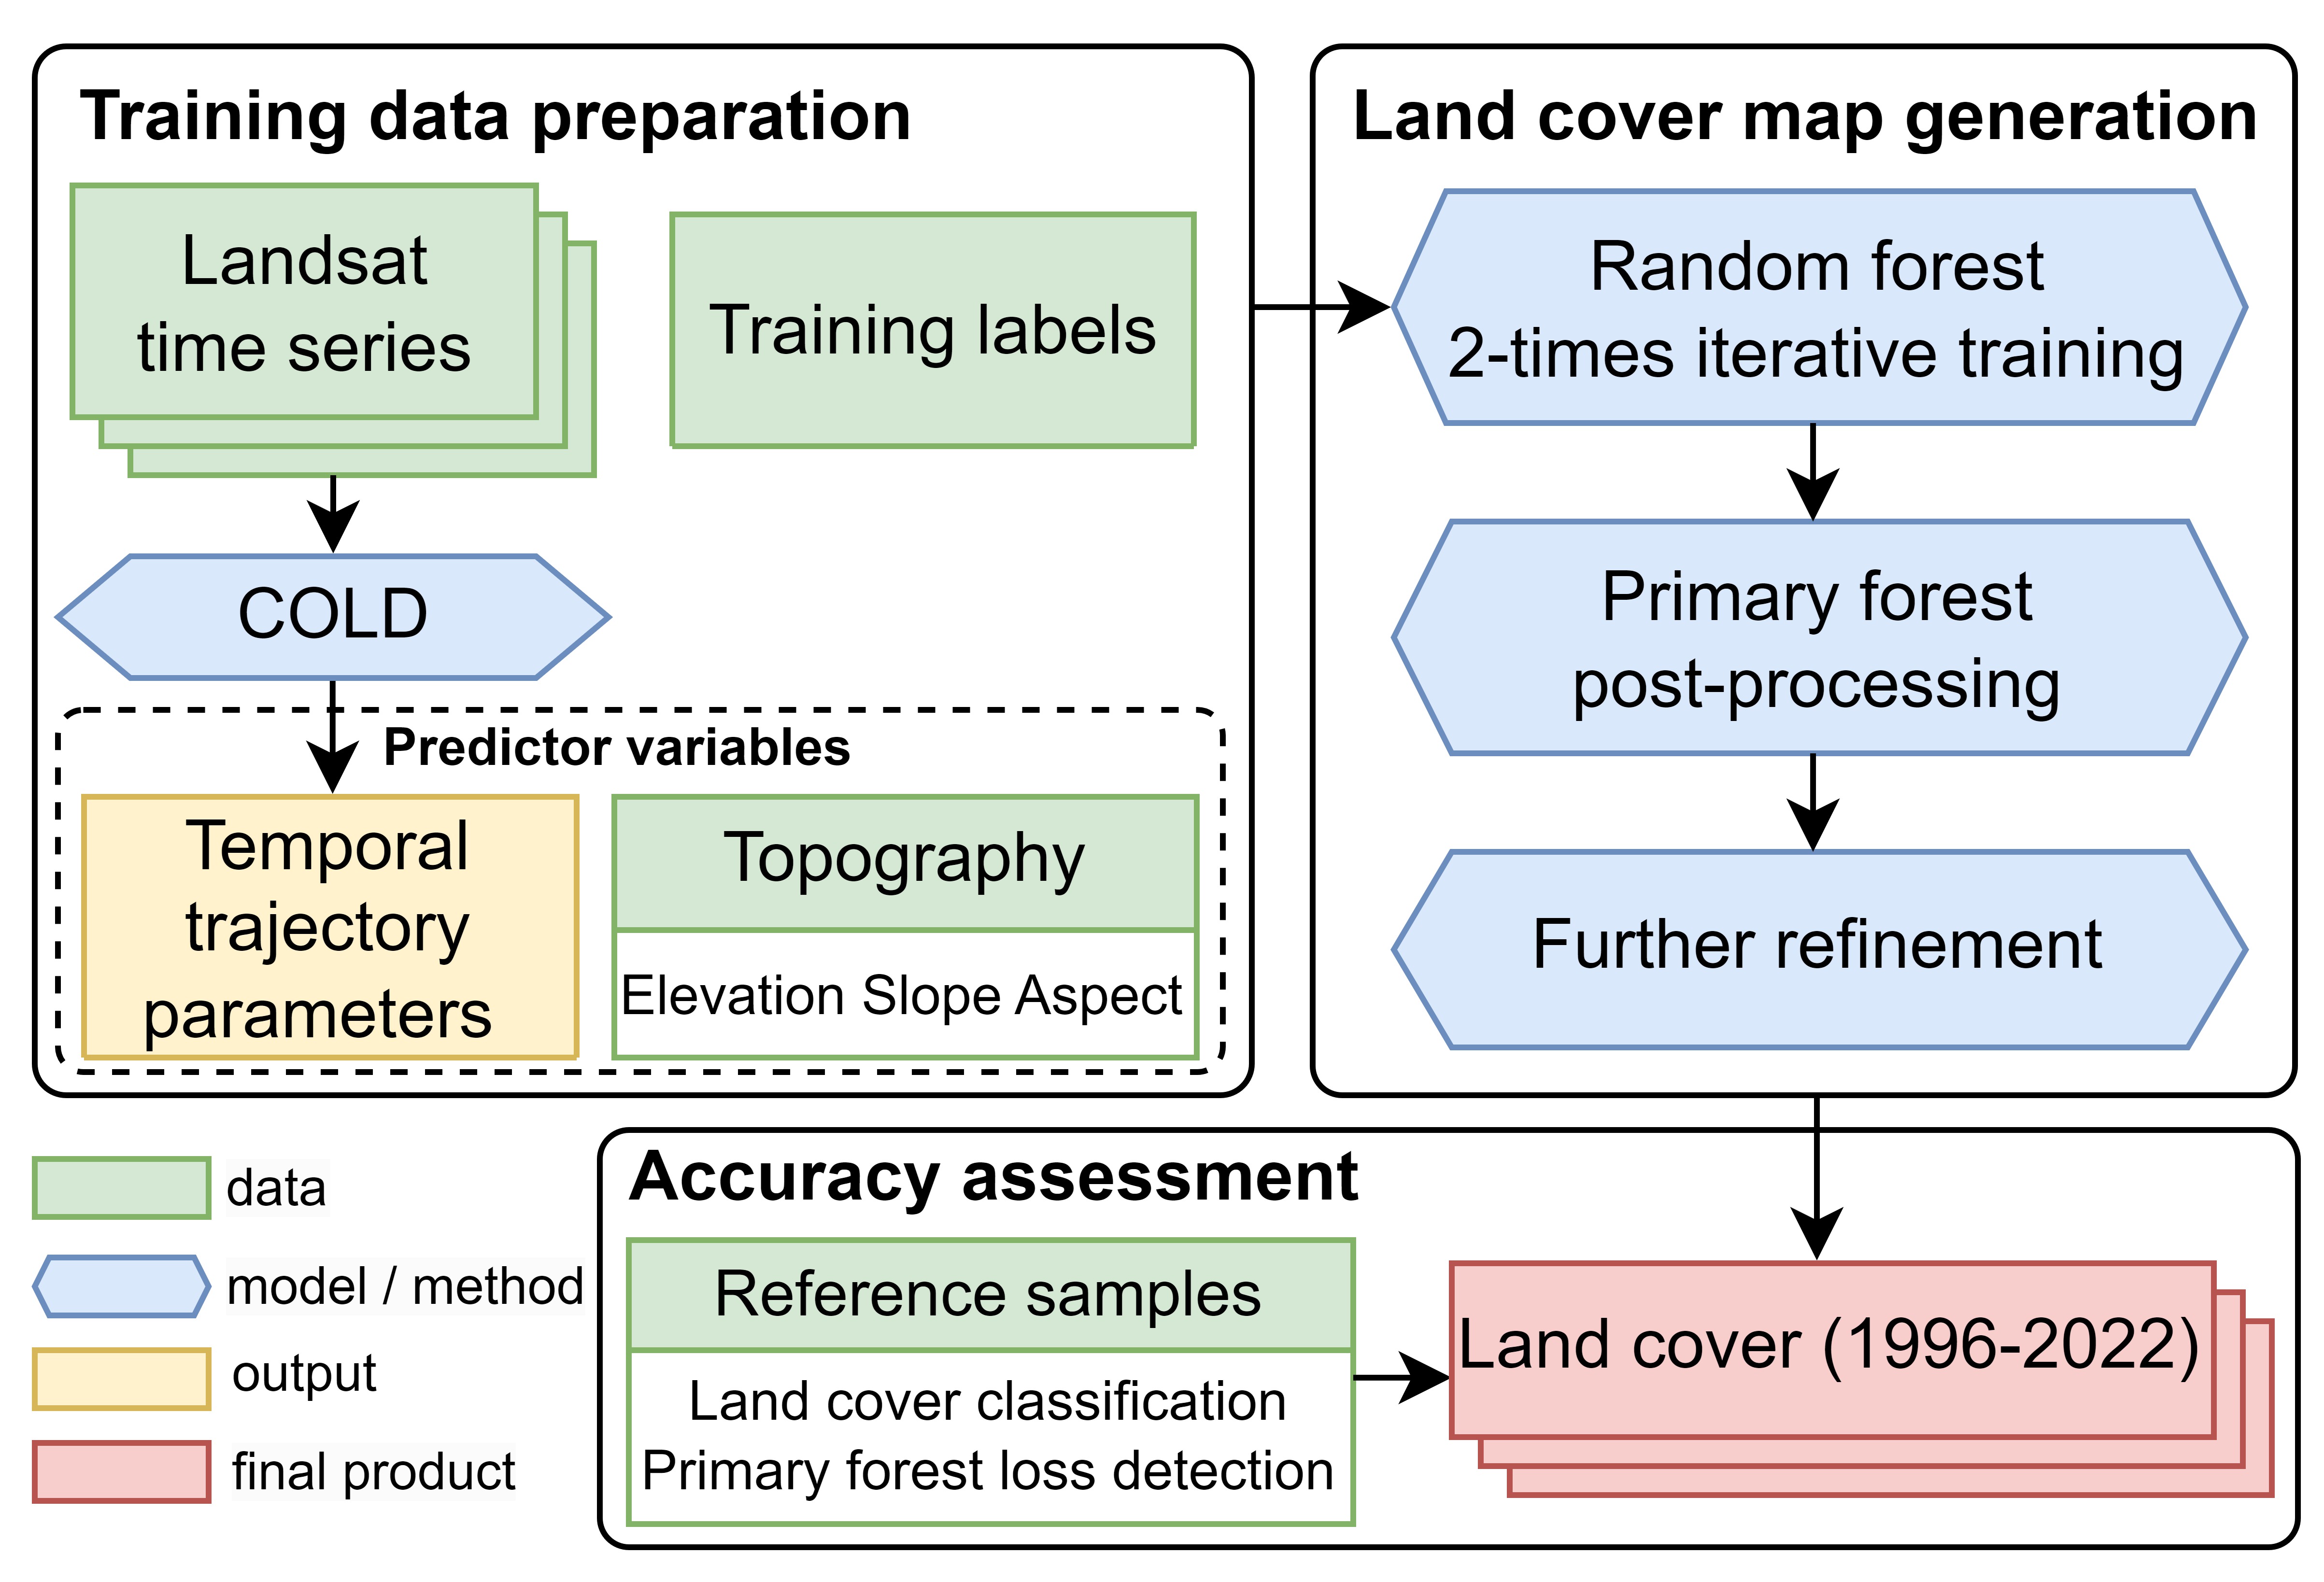 Training data preparation
Landsat
time series
Training labels
COLD
Predictor variables
Temporal
trajectory
parameters
Topography
Elevation Slope Aspect
Land cover map generation
Random forest
2-times iterative training
Primary forest
post-processing
Further refinement
data
model / method
output
final product
Accuracy assessment
Reference samples
Land cover classification
Primary forest loss detection
Land cover (1996-2022)